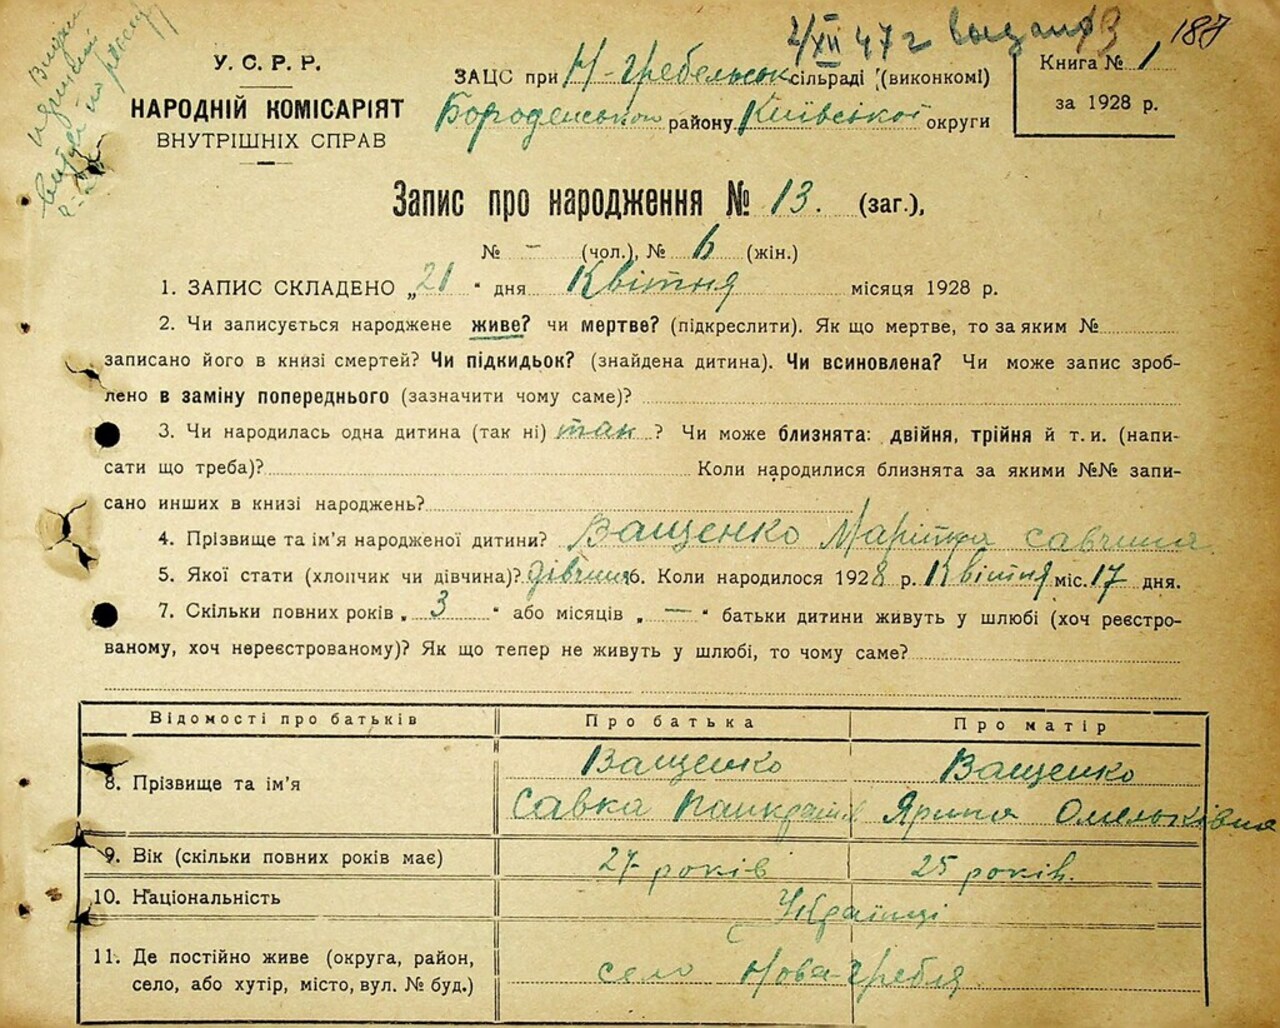 2/XII 47 г
187
У. С. Р. Р.
НАРОДНІЙ КОМІСАРІЯТ
ВНУТРІШНІХ СПРАВ
ЗАЦС при Н-Гребельськ сільраді (виконкомі)
Бороденськом району Київської округи
Книга № 1
за 1928 р.
Запис про народження № 13. (заг.),
№ – (чол.), № 6 (жін.)
1. ЗАПИС СКЛАДЕНО „21" дня Квітня місяця 1928 р.
2. Чи записується народжене живе? чи мертве? (підкреслити). Як що мертве, то за яким №
записано його в книзі смертей? Чи підкидьок? (знайдена дитина). Чи всиновлена? Чи може запис зроб-
лено в заміну попереднього (зазначити чому саме)?
3. Чи народилась одна дитина (так ні) так ? Чи може близнята: двійня, трійня й т. и. (напи-
сати що треба)? Коли народилися близнята за якими №№ запи-
сано инших в книзі народжень?
4. Прізвище та ім'я народженої дитини? Ващенко Марійка Савчина
5. Якої стати (хлопчик чи дівчина)? дівчина 6. Коли народилося 1928 р. Квітня міс. 17 дня.
7. Скільки повних років „ 3 " або місяців „ — " батьки дитини живуть у шлюбі (хоч реєстро-
ваному, хоч нереєстрованому)? Як що тепер не живуть у шлюбі, то чому саме?
Відомості про батьків Про батька Про матір
8. Прізвище та ім'я
Ващенко Ващенко
Савка Ярина Омельківна
9. Вік (скільки повних років має) 27 років 25 років.
10. Національність Українці
11. Де постійно живе (округа, район,
село, або хутір, місто, вул. № буд.) село Нова-Гребля